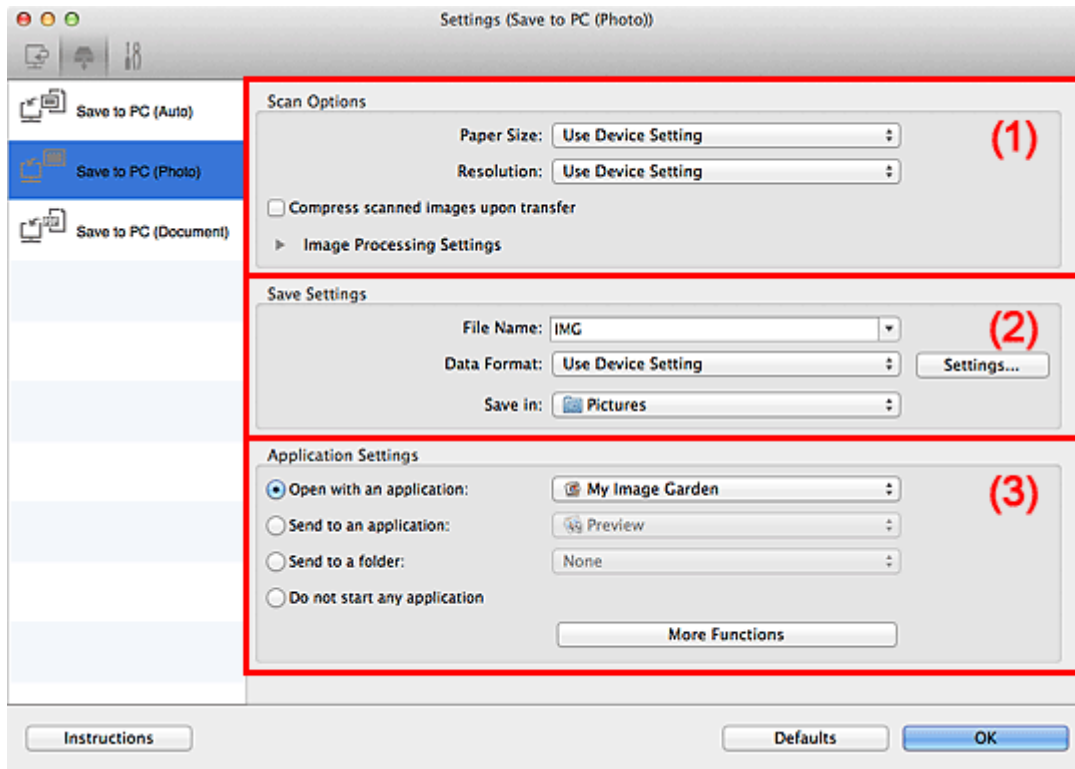 Settings (Save to PC (Photo))
Save to PC (Auto)
Save to PC (Photo)
Save to PC (Document)
Scan Options
(1)
Paper Size: Use Device Setting
Resolution: Use Device Setting
Compress scanned images upon transfer
Image Processing Settings
Save Settings
(2)
File Name: IMG
Data Format: Use Device Setting Settings...
Save in: Pictures
Application Settings
(3)
Open with an application: My Image Garden
Send to an application: Preview
Send to a folder: None
Do not start any application
More Functions
Instructions Defaults OK